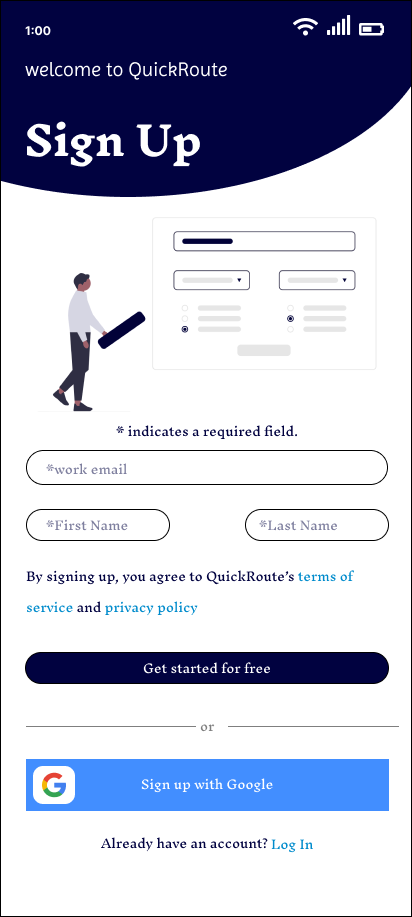 1:00
welcome to QuickRoute
Sign Up
* indicates a required field.
*work email
*First Name *Last Name
By signing up, you agree to QuickRoute’s terms of
service and privacy policy
Get started for free
or
Sign up with Google
Already have an account? Log In